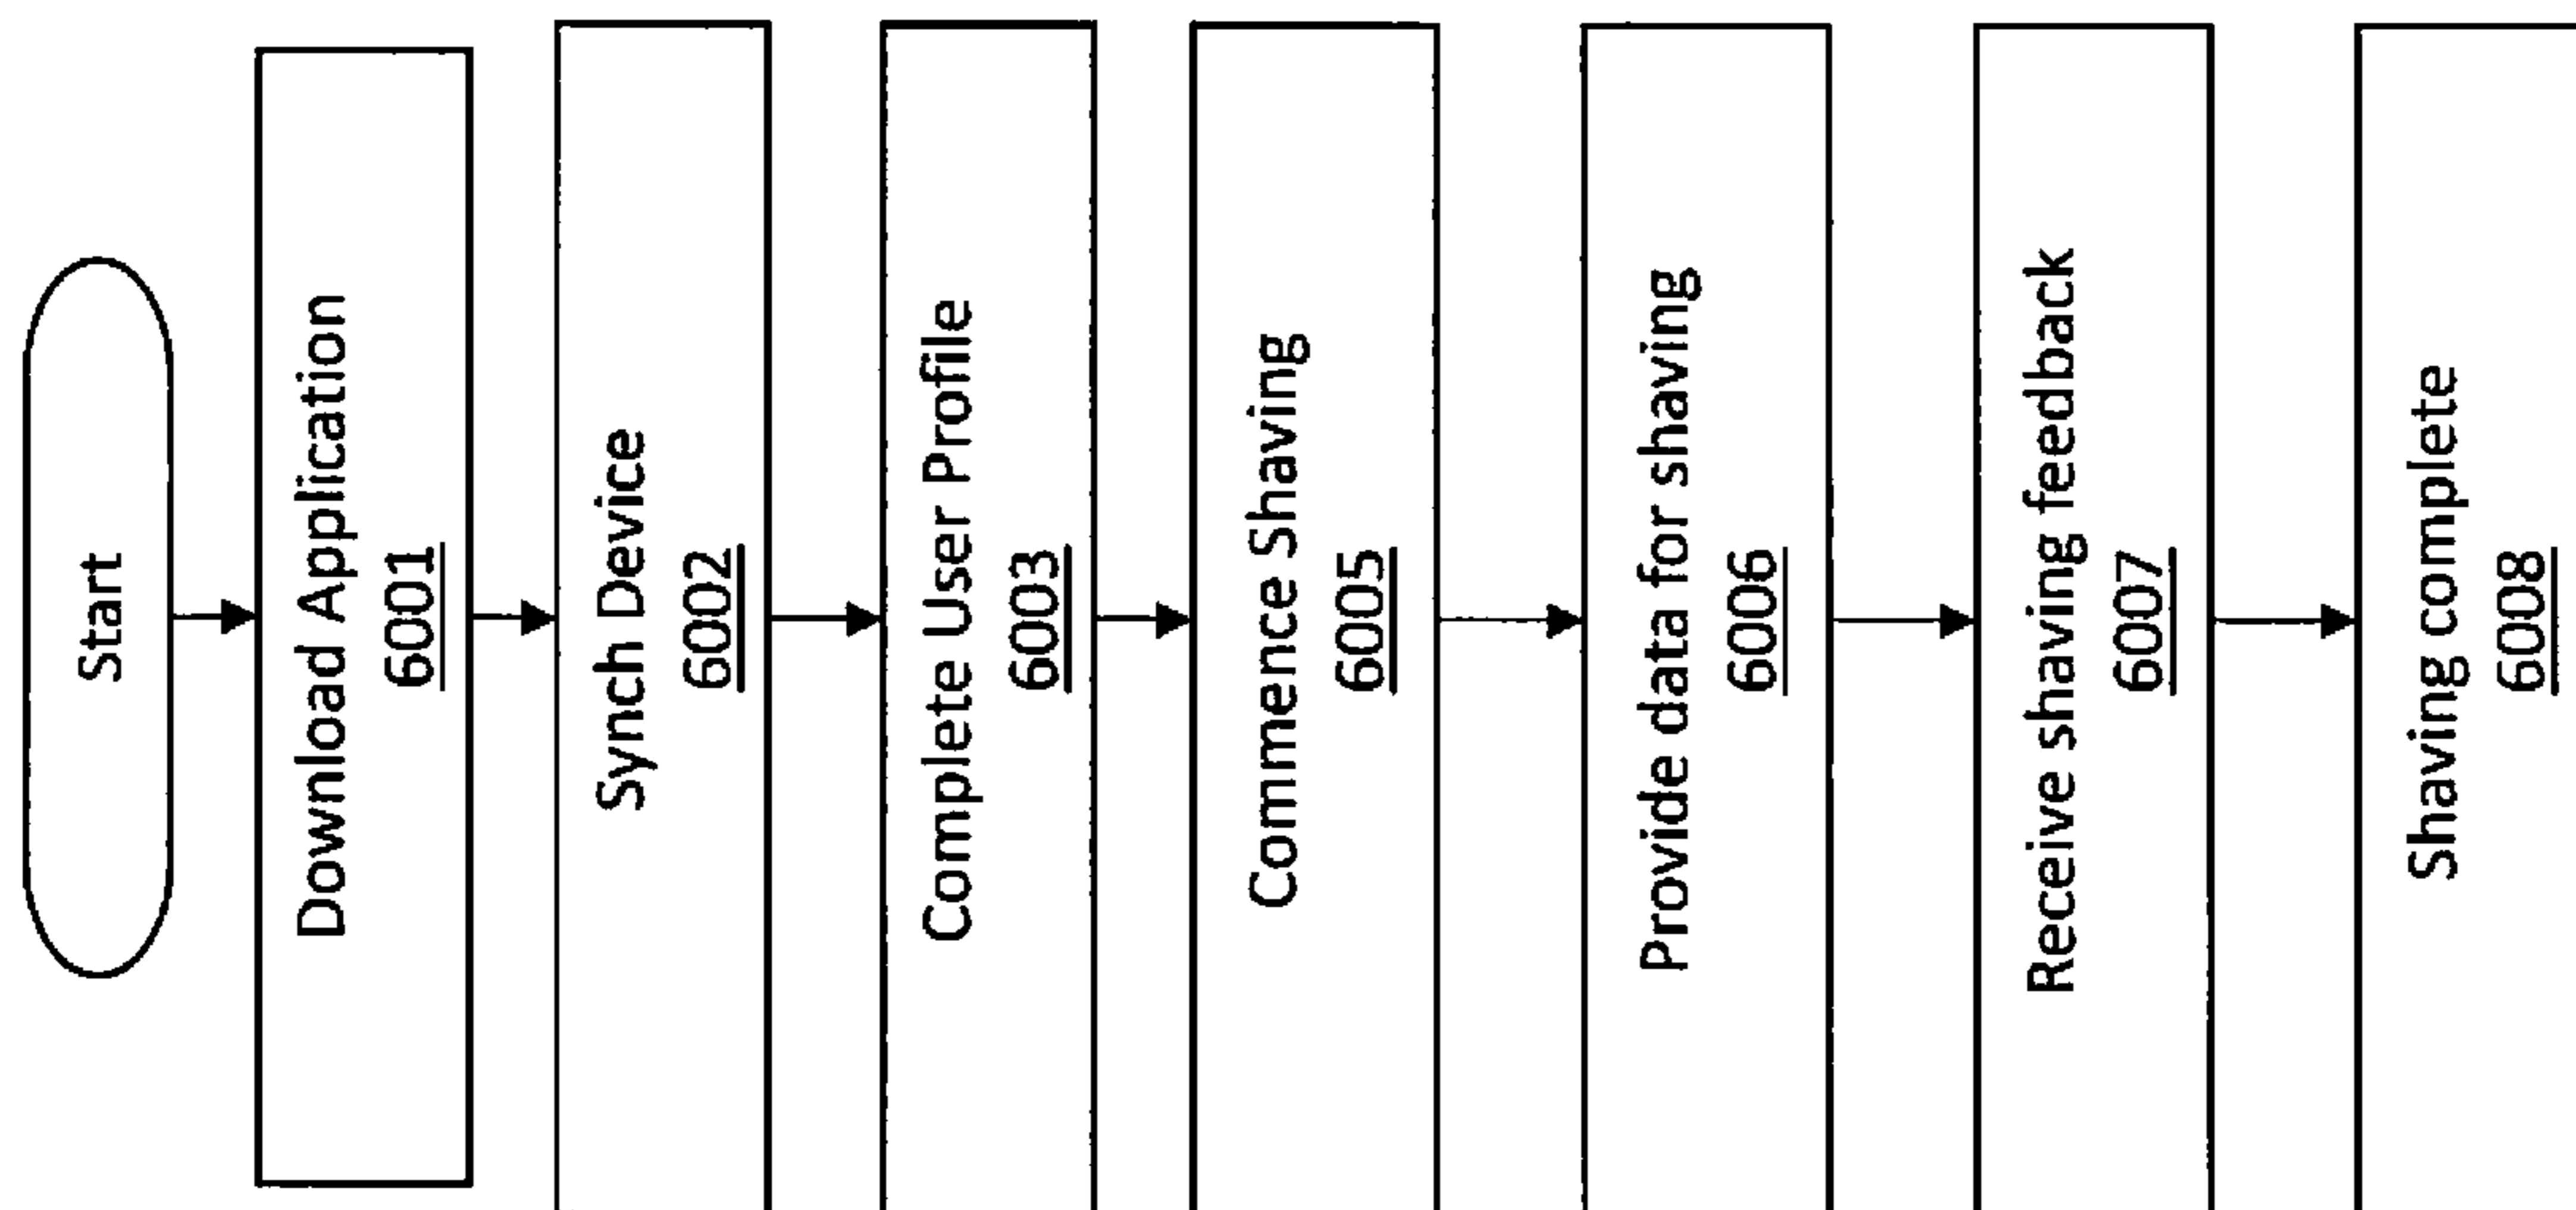 Start
Download Application
6001
Synch Device
6002
Complete User Profile
6003
Commence Shaving
6005
Provide data for shaving
6006
Receive shaving feedback
6007
Shaving complete
6008